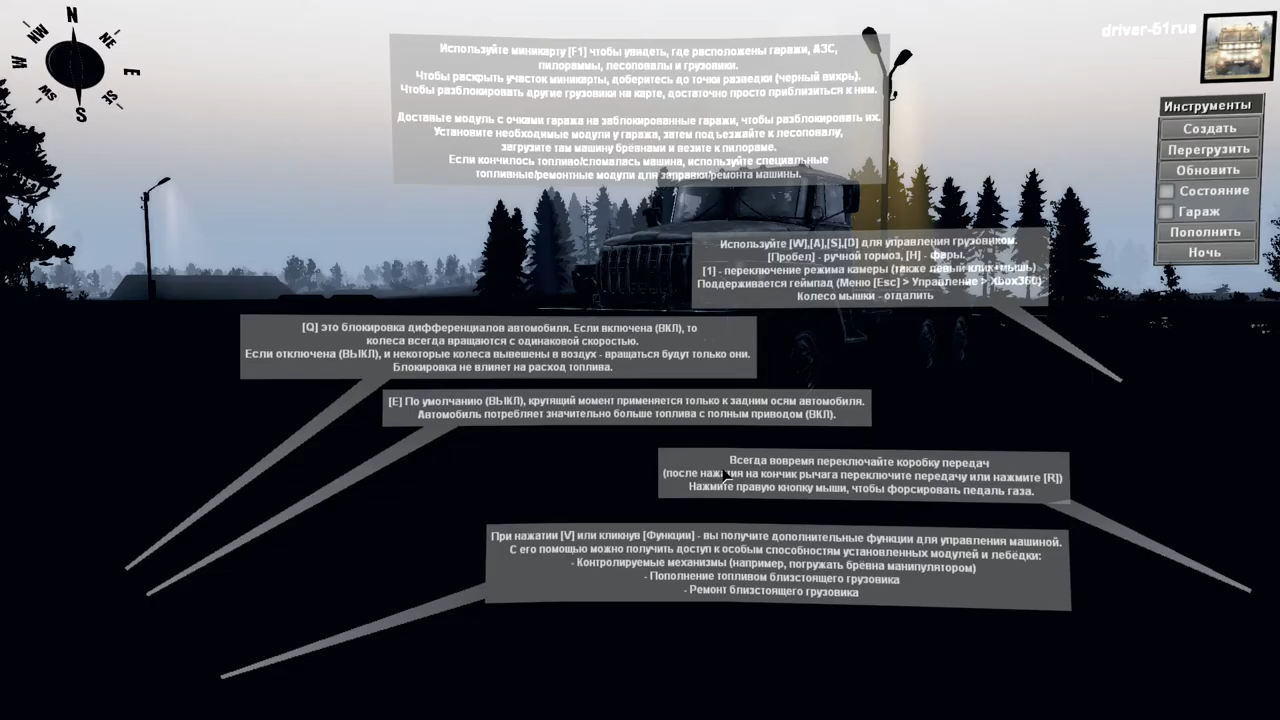 N
NW
NE
W
E
SW
SE
S
driver-51rus
Используйте миникарту [F1] чтобы увидеть, где расположены гаражи, АЗС,
пилорамы, лесоповалы и грузовики.
Чтобы раскрыть участок миникарты, доберитесь до точки разведки (черный вихрь).
Чтобы разблокировать другие грузовики на карте, достаточно просто приблизиться к ним.
Доставьте модуль с очками гаража на заблокированные гаражи, чтобы разблокировать их.
Установите необходимые модули у гаража, затем подъезжайте к лесоповалу,
загрузите там машину брёвнами и везите к пилораме.
Если кончилось топливо/сломалась машина, используйте специальные
топливные/ремонтные модули для заправки/ремонта машины.
Инструменты
Создать
Перегрузить
Обновить
Состояние
Гараж
Пополнить
Ночь
Используйте [W],[A],[S],[D] для управления грузовиком.
[Пробел] - ручной тормоз, [H] - фары.
[1] - переключение режима камеры (также левый клик+мышь)
Поддерживается геймпад (Меню [Esc] > Управление > Xbox360)
Колесо мышки - отдалить
[Q] это блокировка дифференциалов автомобиля. Если включена (ВКЛ), то
колеса всегда вращаются с одинаковой скоростью.
Если отключена (ВЫКЛ), и некоторые колеса вывешены в воздух - вращаться будут только они.
Блокировка не влияет на расход топлива.
[E] По умолчанию (ВЫКЛ), крутящий момент применяется только к задним осям автомобиля.
Автомобиль потребляет значительно больше топлива с полным приводом (ВКЛ).
Всегда вовремя переключайте коробку передач
(после нажатия на кончик рычага переключите передачу или нажмите [R])
Нажмите правую кнопку мыши, чтобы форсировать педаль газа.
При нажатии [V] или кликнув [Функции] - вы получите дополнительные функции для управления машиной.
С его помощью можно получить доступ к особым способностям установленных модулей и лебёдки:
- Контролируемые механизмы (например, погружать брёвна манипулятором)
- Пополнение топливом близстоящего грузовика
- Ремонт близстоящего грузовика